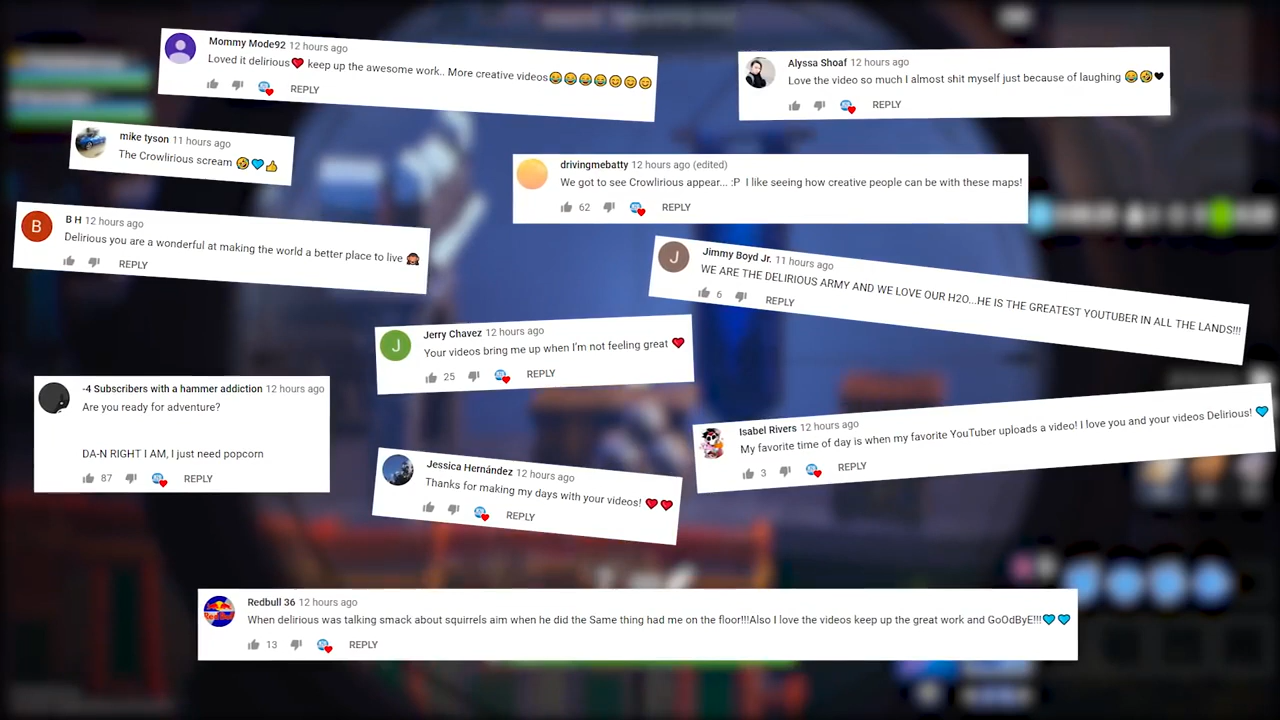 Mommy Mode92 12 hours ago
Loved it delirious❤ keep up the awesome work.. More creative videos😂😂😂😂😊😊😊
REPLY
Alyssa Shoaf 12 hours ago
Love the video so much I almost shit myself just because of laughing 😂🤣🖤
REPLY
mike tyson 11 hours ago
The Crowlirious scream 🤣💙👍
drivingmebatty 12 hours ago (edited)
We got to see Crowlirious appear... :P I like seeing how creative people can be with these maps!
62 REPLY
B
B H 12 hours ago
Delirious you are a wonderful at making the world a better place to live 🙈
REPLY
J
Jimmy Boyd Jr. 11 hours ago
WE ARE THE DELIRIOUS ARMY AND WE LOVE OUR H2O...HE IS THE GREATEST YOUTUBER IN ALL THE LANDS!!!
6 REPLY
J
Jerry Chavez 12 hours ago
Your videos bring me up when I'm not feeling great ❤
25 REPLY
-4 Subscribers with a hammer addiction 12 hours ago
Are you ready for adventure?
DA-N RIGHT I AM, I just need popcorn
87 REPLY
Isabel Rivers 12 hours ago
My favorite time of day is when my favorite YouTuber uploads a video! I love you and your videos Delirious! 💙
3 REPLY
Jessica Hernández 12 hours ago
Thanks for making my days with your videos! ❤❤
REPLY
Redbull 36 12 hours ago
When delirious was talking smack about squirrels aim when he did the Same thing had me on the floor!!!Also I love the videos keep up the great work and GoOdByE!!!💙💙
13 REPLY